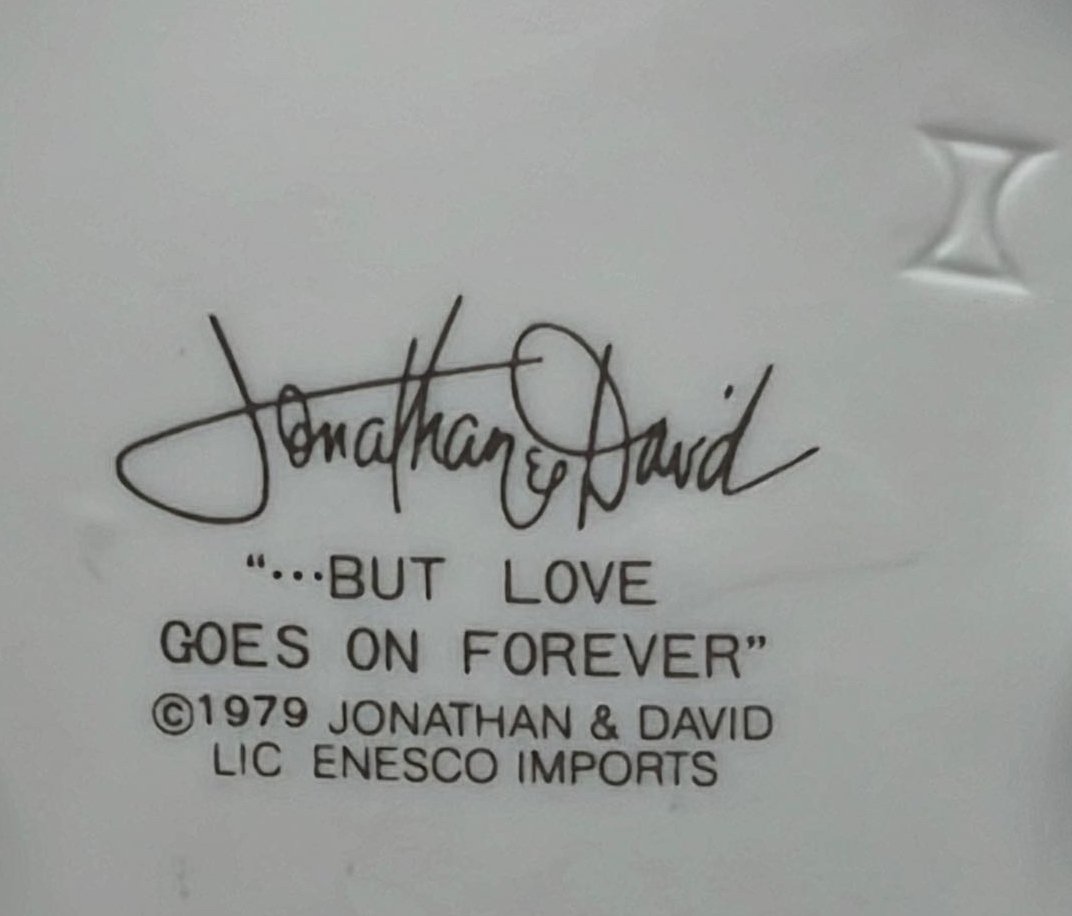 Jonathan & David
“...BUT LOVE
GOES ON FOREVER”
©1979 JONATHAN & DAVID
LIC ENESCO IMPORTS